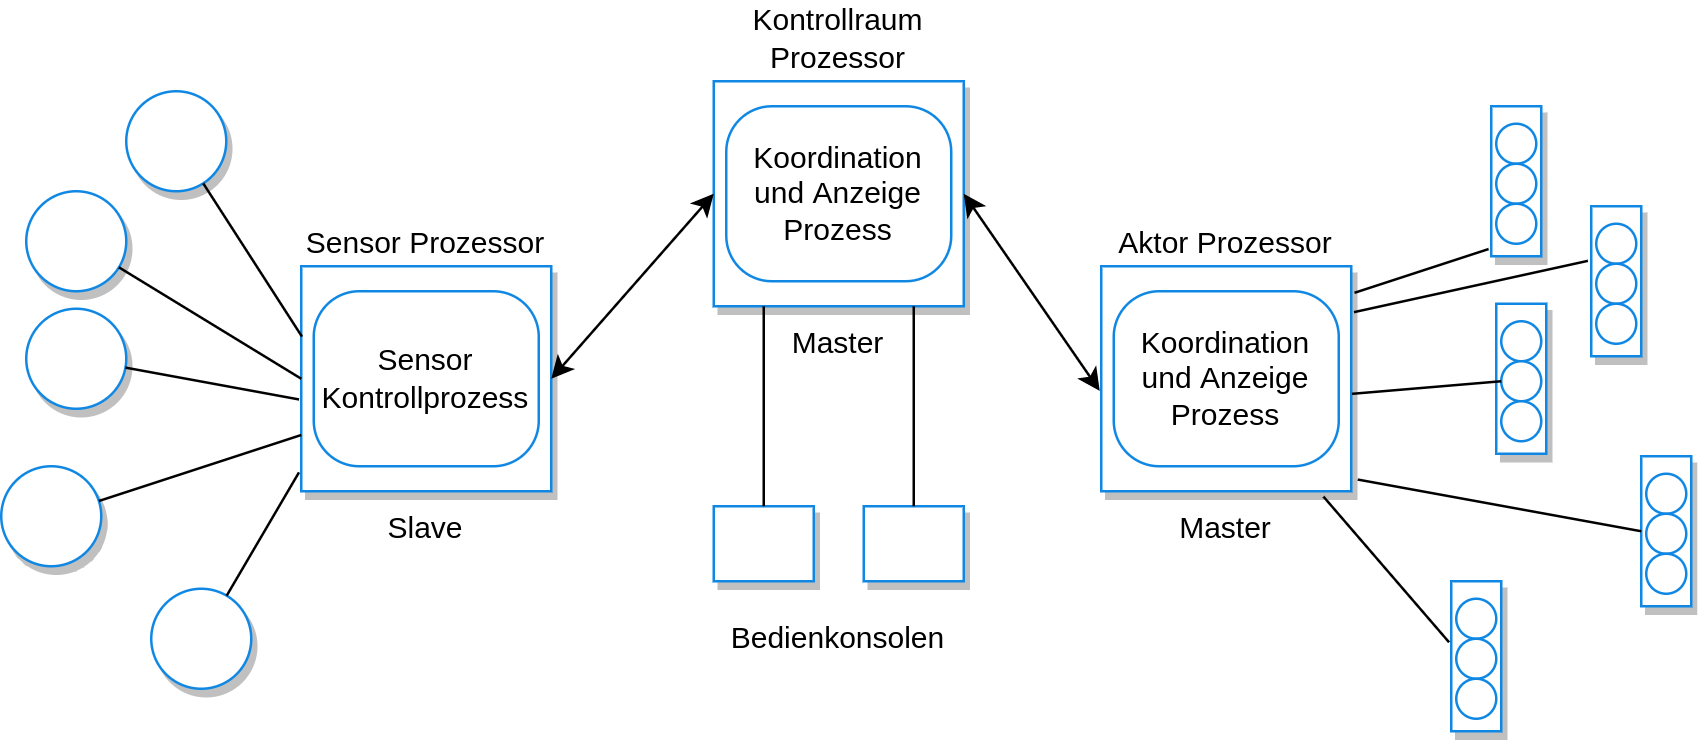 Kontrollraum
Prozessor
Koordination
und Anzeige
Prozess
Master
Sensor Prozessor
Sensor
Kontrollprozess
Slave
Aktor Prozessor
Koordination
und Anzeige
Prozess
Master
Bedienkonsolen